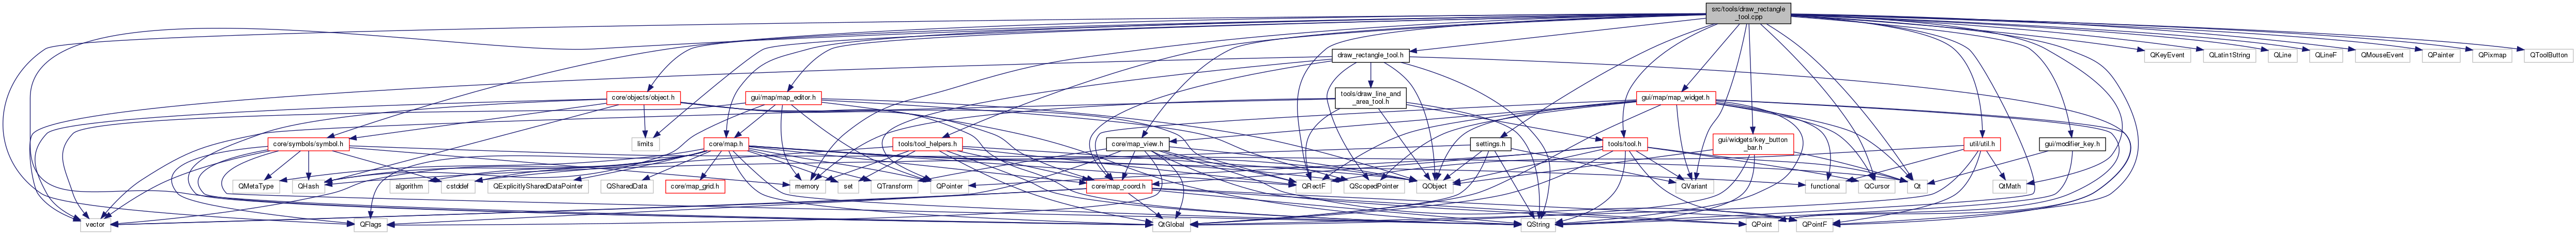 src/tools/draw_rectangle
_tool.cpp
draw_rectangle_tool.h
QKeyEvent
QLatin1String
QLine
QLineF
QMouseEvent
QPainter
QPixmap
QToolButton
core/objects/object.h
gui/map/map_editor.h
tools/draw_line_and
_area_tool.h
gui/map/map_widget.h
core/symbols/symbol.h
limits
core/map.h
tools/tool_helpers.h
core/map_view.h
settings.h
tools/tool.h
gui/widgets/key_button
_bar.h
util/util.h
gui/modifier_key.h
QMetaType
QHash
cstddef
algorithm
QExplicitlySharedDataPointer
QSharedData
core/map_grid.h
memory
set
QTransform
QPointer
core/map_coord.h
QRectF
QScopedPointer
QObject
QVariant
functional
QCursor
Qt
QtMath
vector
QFlags
QtGlobal
QString
QPoint
QPointF